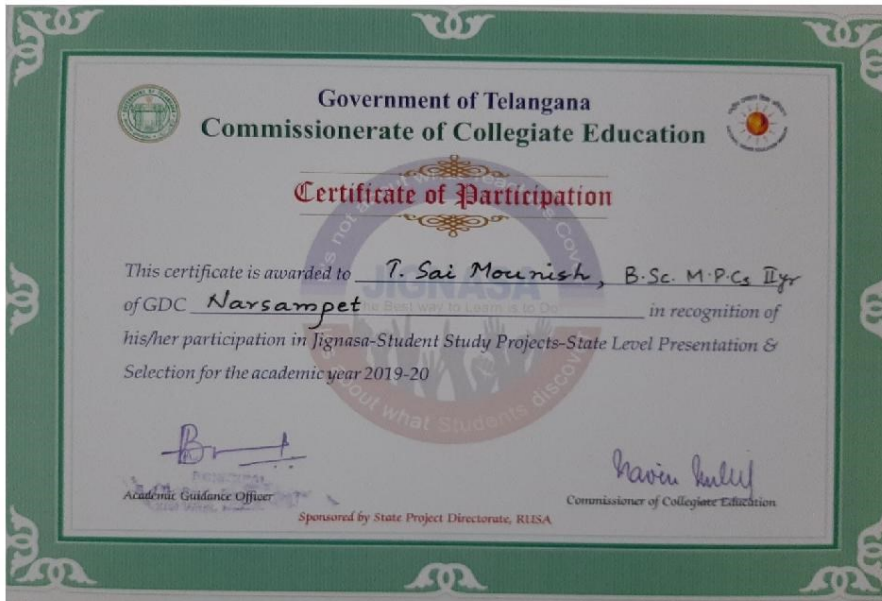 Government of Telangana
Commissionerate of Collegiate Education
Certificate of Participation
This certificate is awarded to T. Sai Mounish, B.Sc. M.P.Cs IIyr
of GDC Narsampet in recognition of
his/her participation in Jignasa-Student Study Projects-State Level Presentation &
Selection for the academic year 2019-20
JIGNASA
The Best way to Learn is to Do
is about what Students discover
Academic Guidance Officer
Commissioner of Collegiate Education
Sponsored by State Project Directorate, RUSA